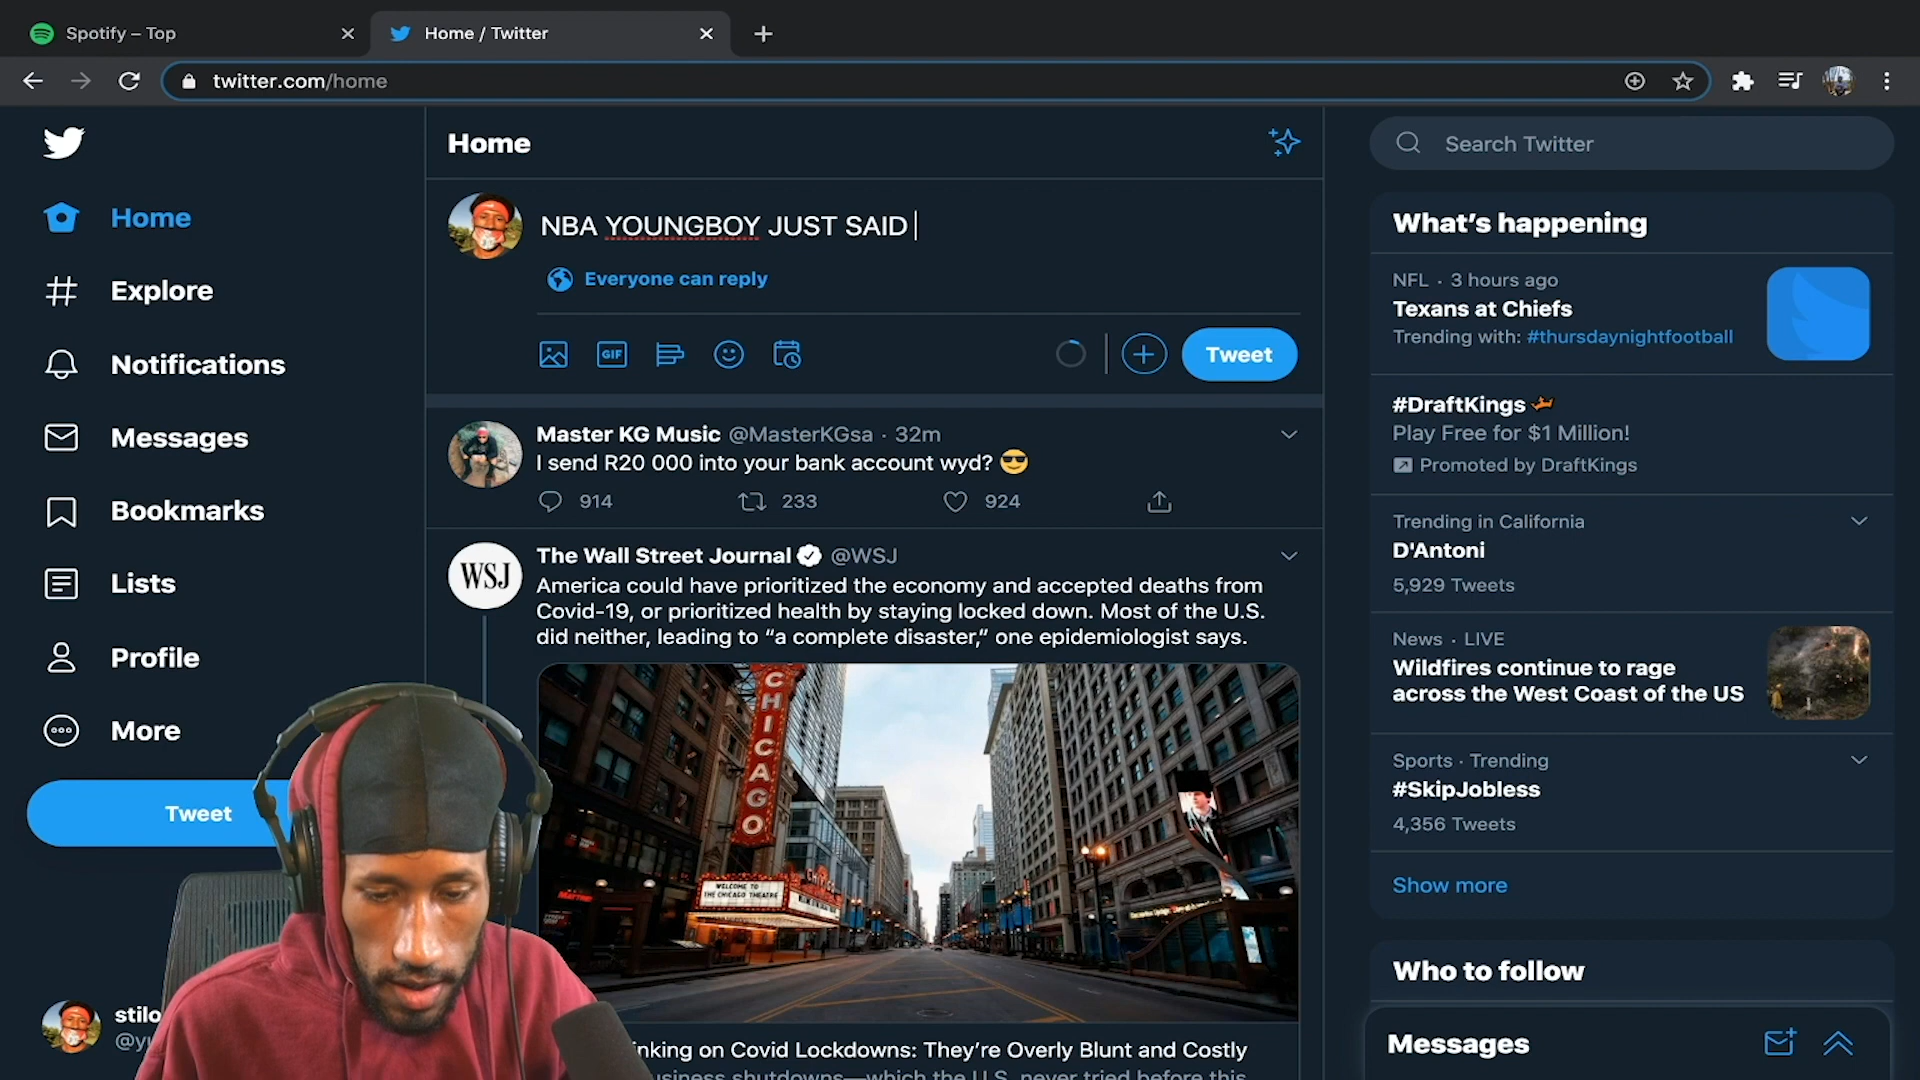 Spotify – Top
Home / Twitter
twitter.com/home
Home
Home
Explore
Notifications
Messages
Bookmarks
Lists
Profile
More
Tweet
stilo
NBA YOUNGBOY JUST SAID
Everyone can reply
GIF
Tweet
Master KG Music @MasterKGsa · 32m
I send R20 000 into your bank account wyd? 😎
914 233 924
The Wall Street Journal @WSJ
WSJ
America could have prioritized the economy and accepted deaths from
Covid-19, or prioritized health by staying locked down. Most of the U.S.
did neither, leading to “a complete disaster,” one epidemiologist says.
CHICAGO
WELCOME TO
THE CHICAGO THEATRE
inking on Covid Lockdowns: They’re Overly Blunt and Costly
usiness shutdowns—which the U.S. never tried before this
Search Twitter
What’s happening
NFL · 3 hours ago
Texans at Chiefs
Trending with: #thursdaynightfootball
#DraftKings
Play Free for $1 Million!
Promoted by DraftKings
Trending in California
D'Antoni
5,929 Tweets
News · LIVE
Wildfires continue to rage
across the West Coast of the US
Sports · Trending
#SkipJobless
4,356 Tweets
Show more
Who to follow
Messages